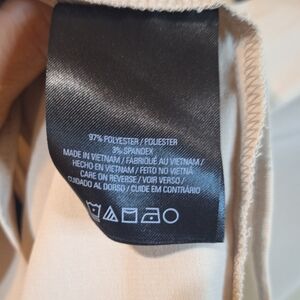 97% POLYESTER / POLIESTER
3% SPANDEX
MADE IN VIETNAM / FABRIQUÉ AU VIETNAM /
HECHO EN VIETNAM / FEITO NO VIETNÃ
CARE ON REVERSE / VOIR VERSO /
CUIDADO AL DORSO / CUIDE EM CONTRÁRIO